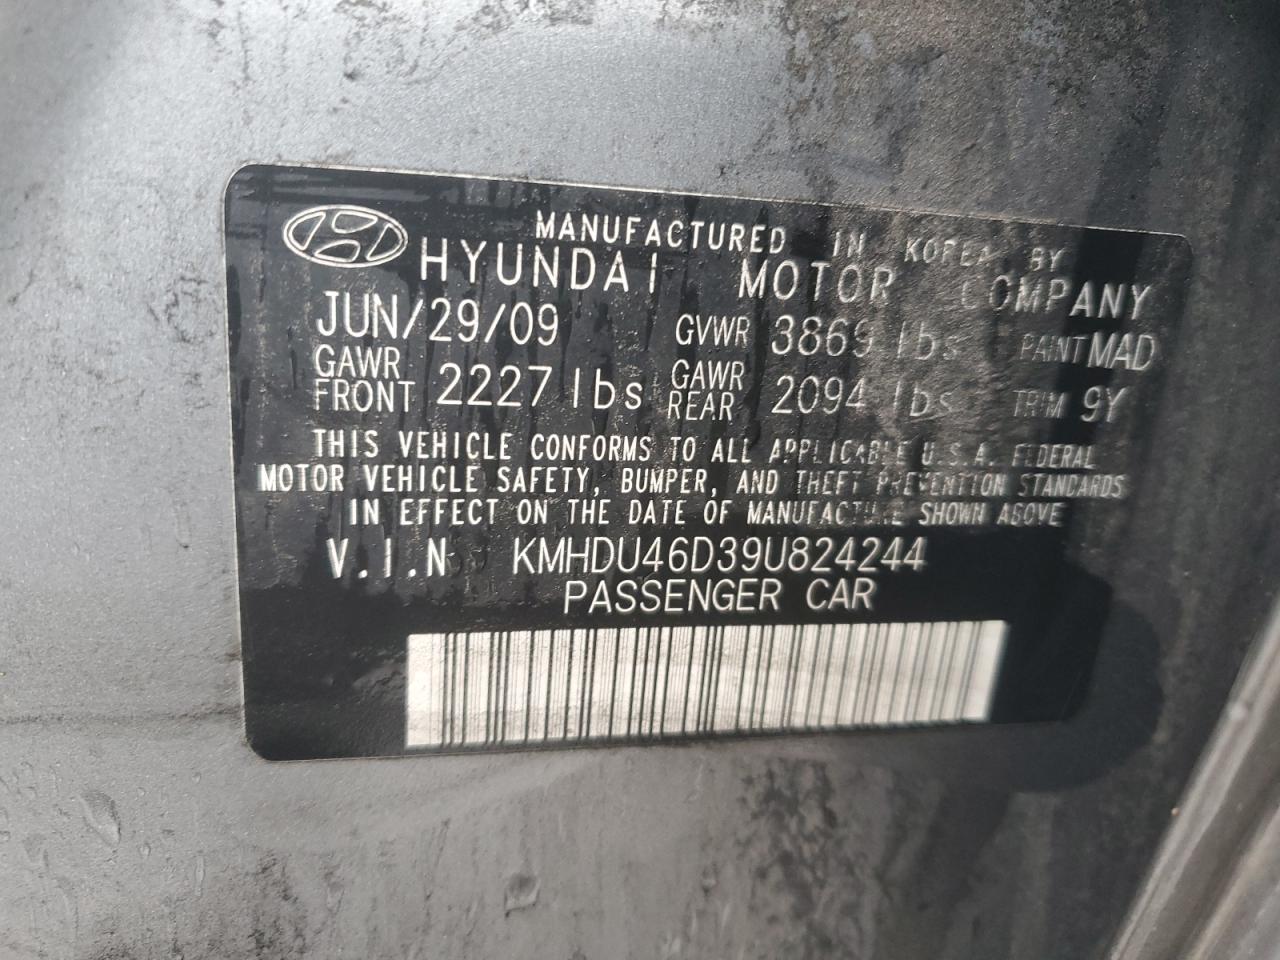 MANUFACTURED IN KOREA BY
HYUNDAI MOTOR COMPANY
JUN/29/09 GVWR 3869 lbs PAINT MAD
GAWR FRONT 2227 lbs GAWR REAR 2094 lbs TRIM 9Y
THIS VEHICLE CONFORMS TO ALL APPLICABLE U.S.A. FEDERAL
MOTOR VEHICLE SAFETY, BUMPER, AND THEFT PREVENTION STANDARDS
IN EFFECT ON THE DATE OF MANUFACTURE SHOWN ABOVE
V.I.N KMHDU46D39U824244
PASSENGER CAR